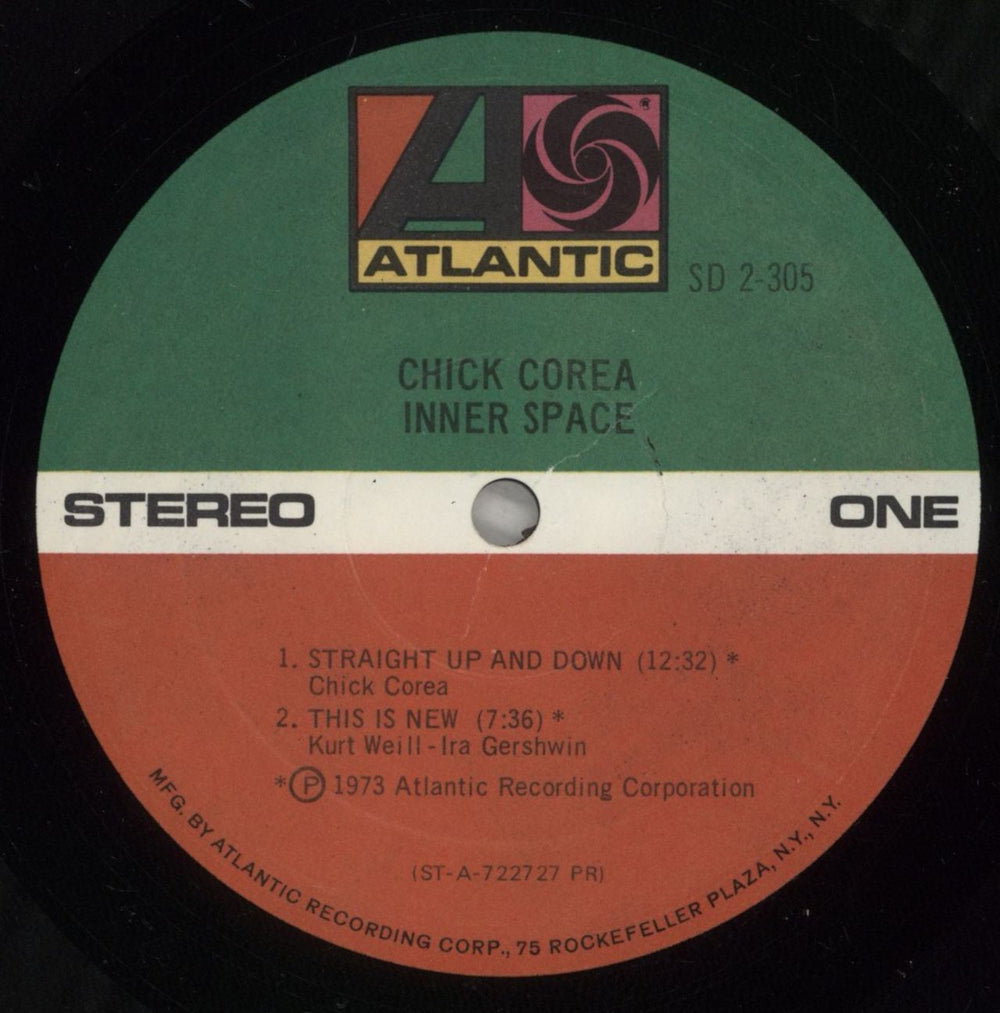 ATLANTIC
SD 2-305
CHICK COREA
INNER SPACE
STEREO
ONE
1. STRAIGHT UP AND DOWN (12:32) *
Chick Corea
2. THIS IS NEW (7:36) *
Kurt Weill-Ira Gershwin
*Ⓟ 1973 Atlantic Recording Corporation
(ST-A-722727 PR)
MFG. BY ATLANTIC RECORDING CORP., 75 ROCKEFELLER PLAZA, N.Y., N.Y.